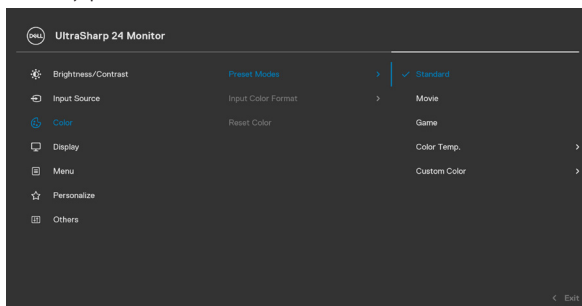 DELL UltraSharp 24 Monitor
Brightness/Contrast Preset Modes > ✓ Standard
Input Source Input Color Format > Movie
Color Reset Color Game
Display Color Temp. >
Menu Custom Color >
Personalize
Others
< Exit